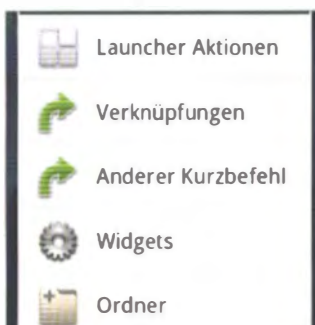 Launcher Aktionen
Verknüpfungen
Anderer Kurzbefehl
Widgets
Ordner